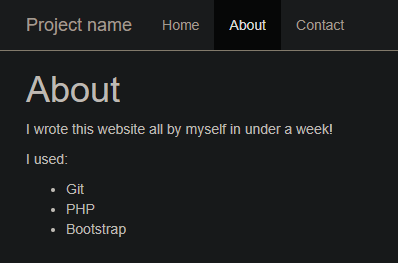 Project name Home About Contact
About
I wrote this website all by myself in under a week!
I used:
Git
PHP
Bootstrap